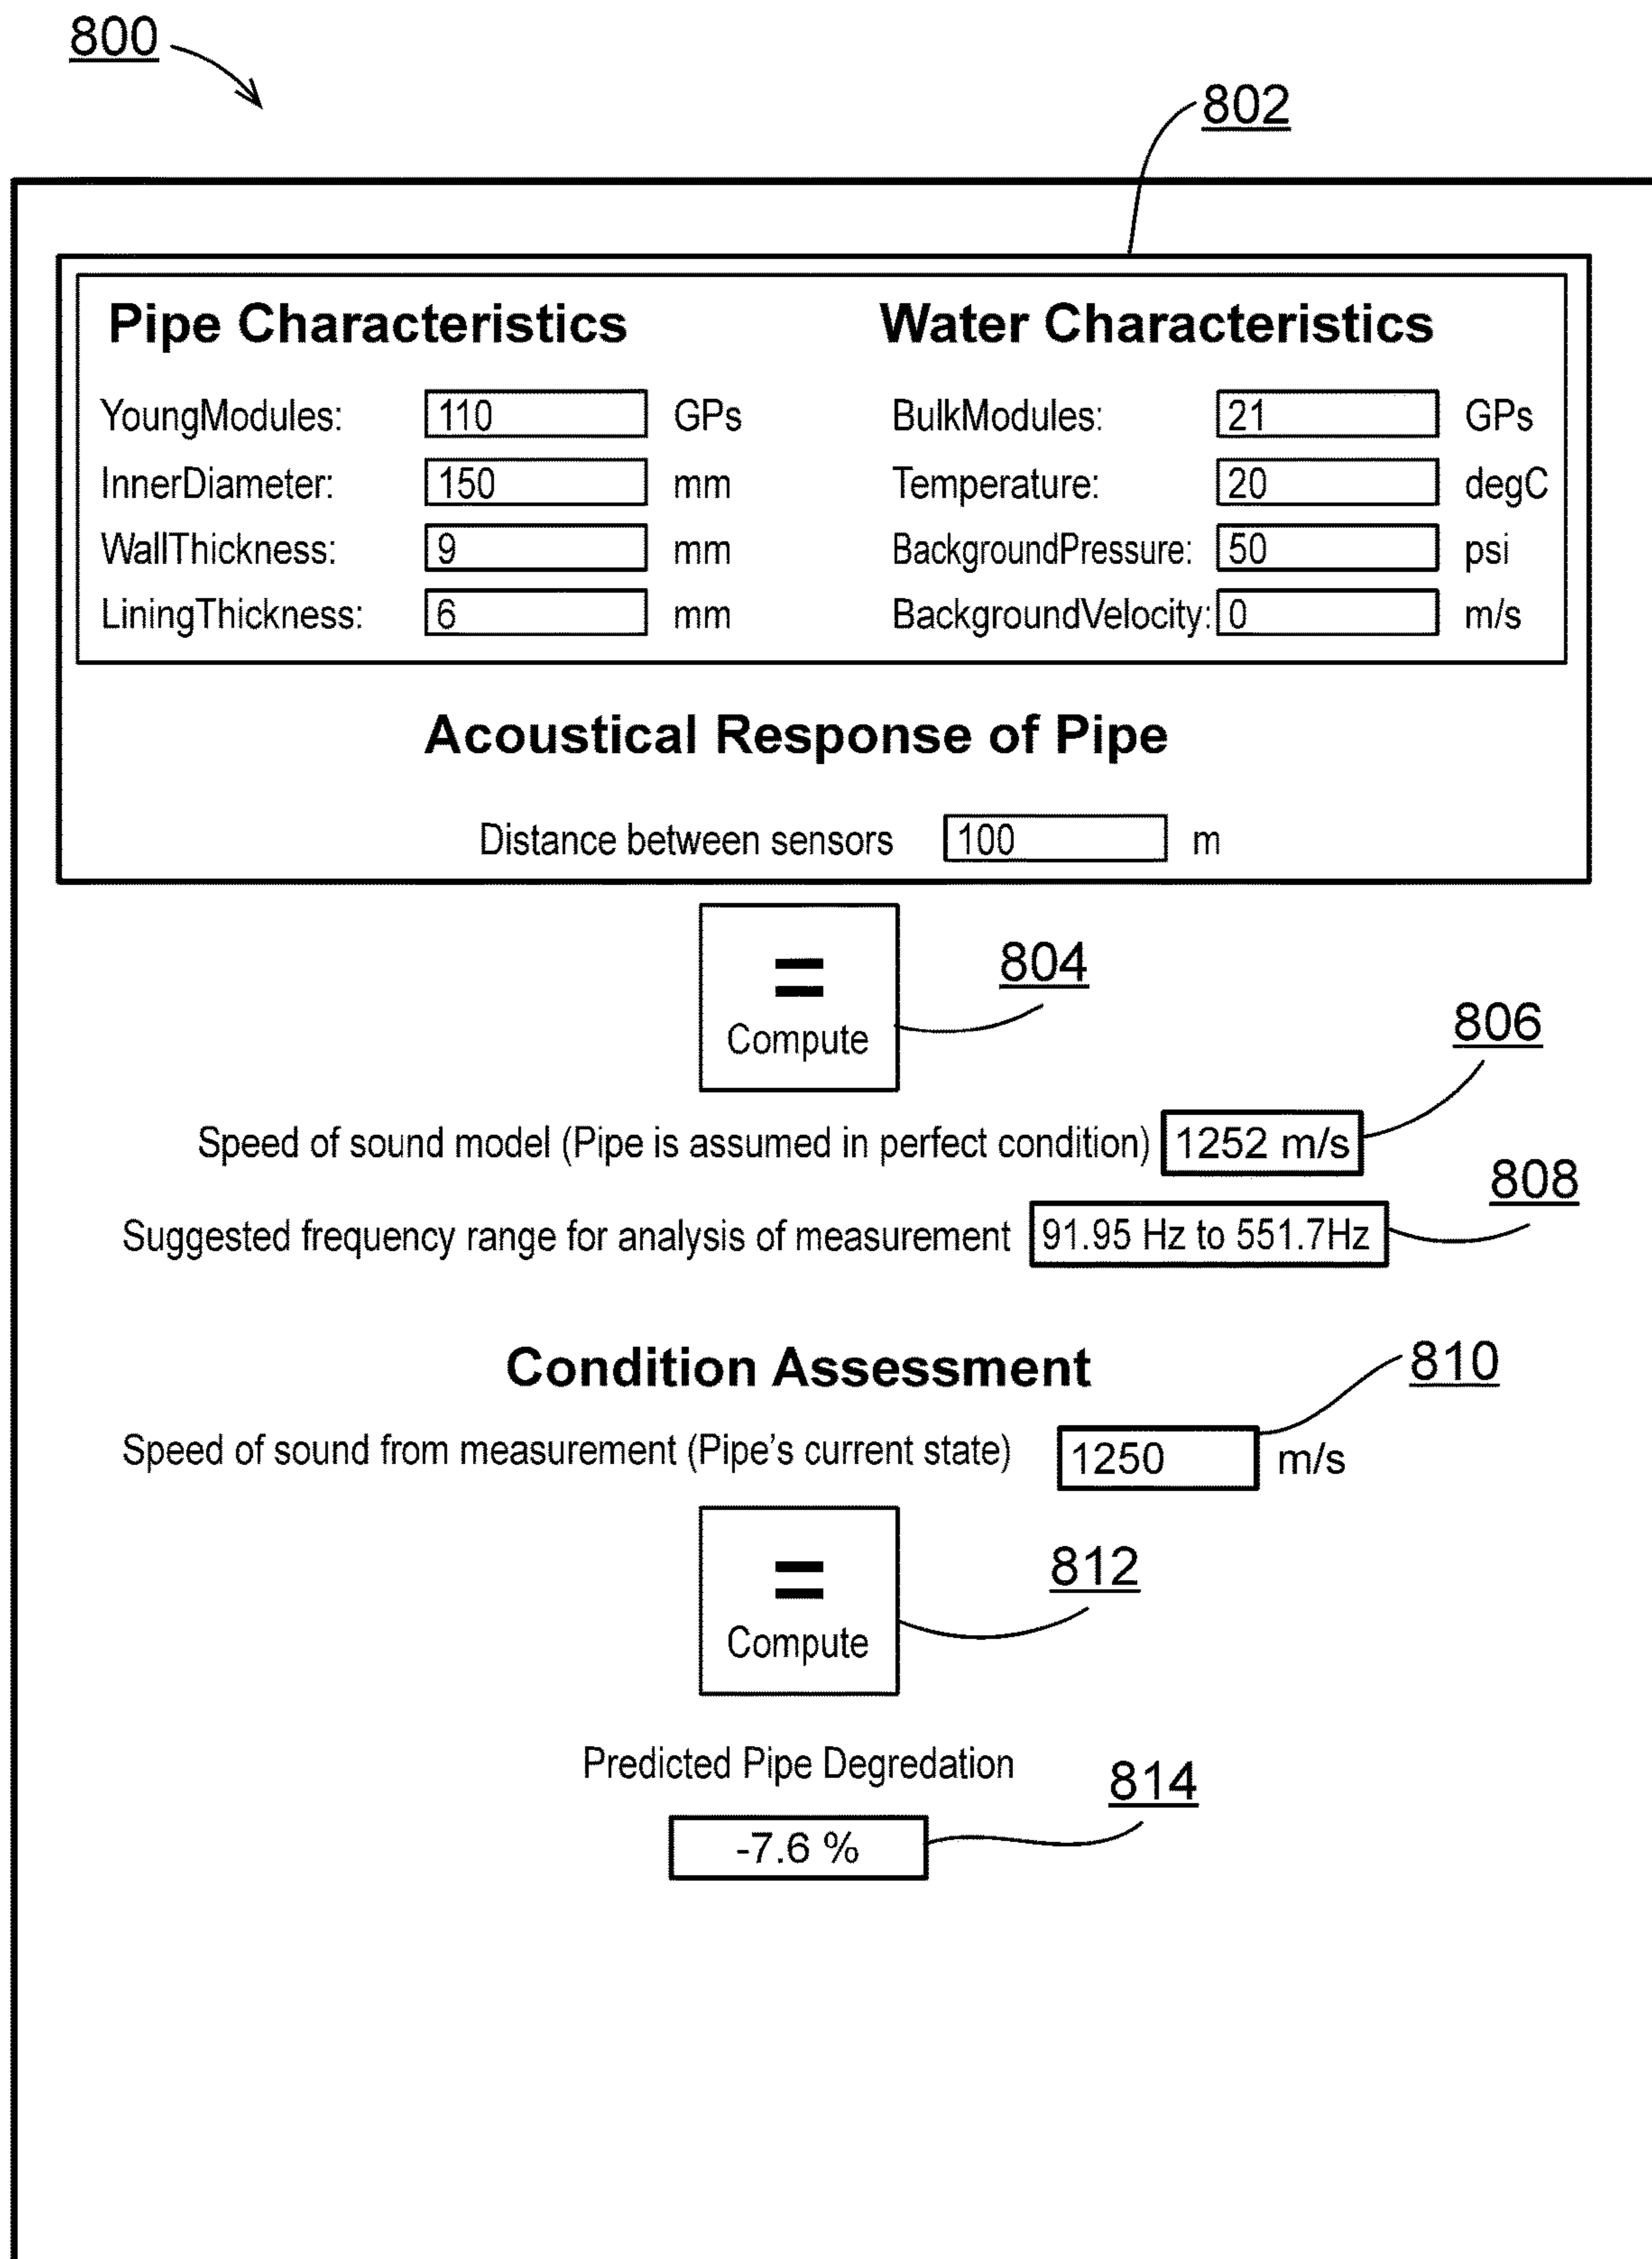 800
802
Pipe Characteristics Water Characteristics
YoungModules: 110 GPs BulkModules: 21 GPs
InnerDiameter: 150 mm Temperature: 20 degC
WallThickness: 9 mm BackgroundPressure: 50 psi
LiningThickness: 6 mm BackgroundVelocity: 0 m/s
Acoustical Response of Pipe
Distance between sensors 100 m
=
804
Compute
806
Speed of sound model (Pipe is assumed in perfect condition) 1252 m/s
808
Suggested frequency range for analysis of measurement 91.95 Hz to 551.7Hz
Condition Assessment
810
Speed of sound from measurement (Pipe's current state) 1250 m/s
=
812
Compute
Predicted Pipe Degredation
814
-7.6 %